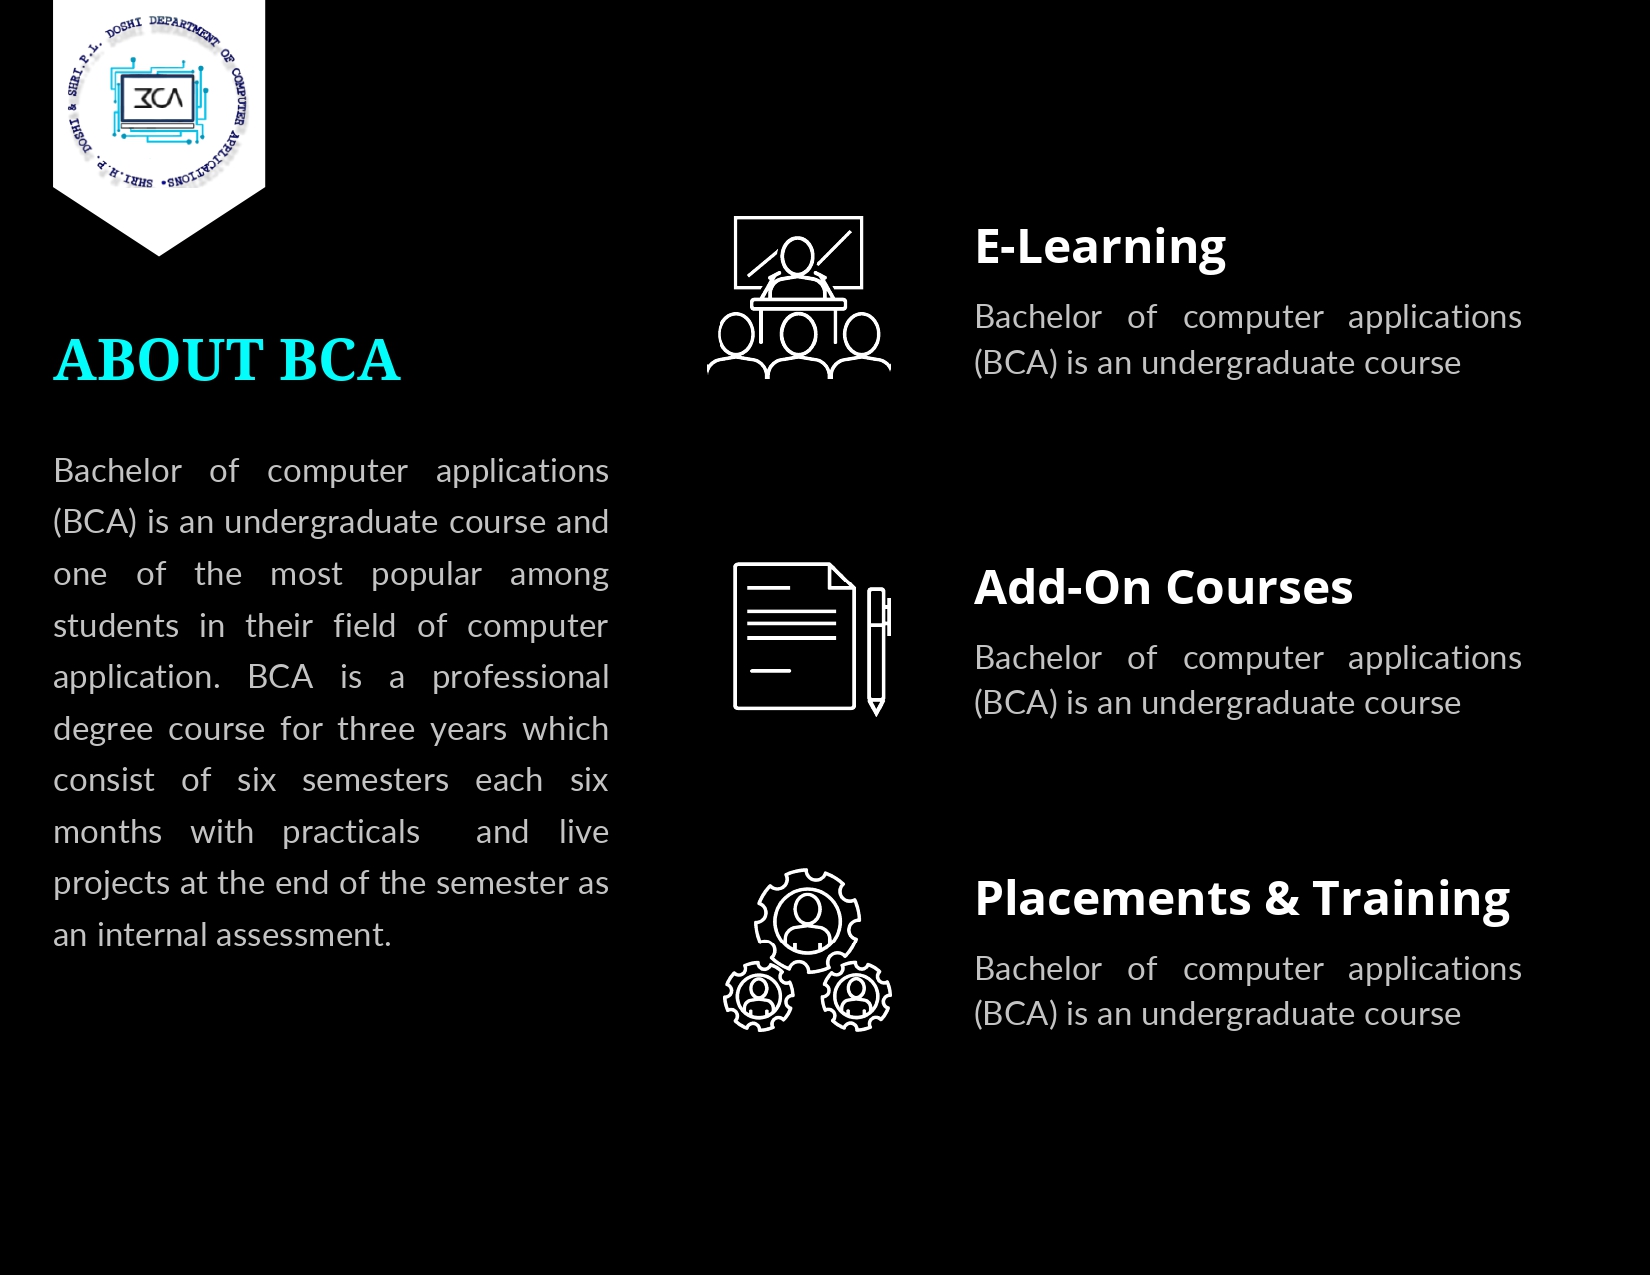 SHRI.H.P. DOSHI & SHRI.P.L. DOSHI DEPARTMENT OF COMPUTER APPLICATIONS•
BCA
ABOUT BCA
Bachelor of computer applications
(BCA) is an undergraduate course and
one of the most popular among
students in their field of computer
application. BCA is a professional
degree course for three years which
consist of six semesters each six
months with practicals and live
projects at the end of the semester as
an internal assessment.
E-Learning
Bachelor of computer applications
(BCA) is an undergraduate course
Add-On Courses
Bachelor of computer applications
(BCA) is an undergraduate course
Placements & Training
Bachelor of computer applications
(BCA) is an undergraduate course